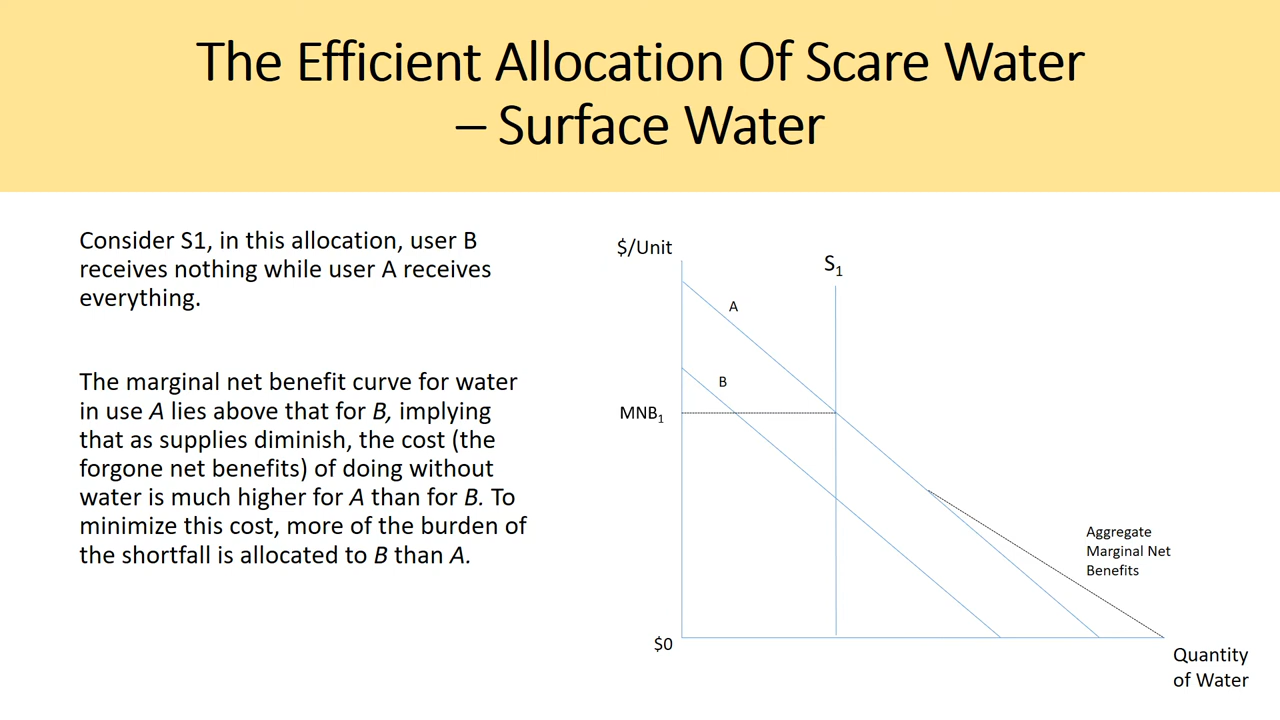 The Efficient Allocation Of Scare Water
– Surface Water
Consider S1, in this allocation, user B
receives nothing while user A receives
everything.
The marginal net benefit curve for water
in use A lies above that for B, implying
that as supplies diminish, the cost (the
forgone net benefits) of doing without
water is much higher for A than for B. To
minimize this cost, more of the burden of
the shortfall is allocated to B than A.
$/Unit
S1
A
B
MNB1
Aggregate
Marginal Net
Benefits
$0
Quantity
of Water